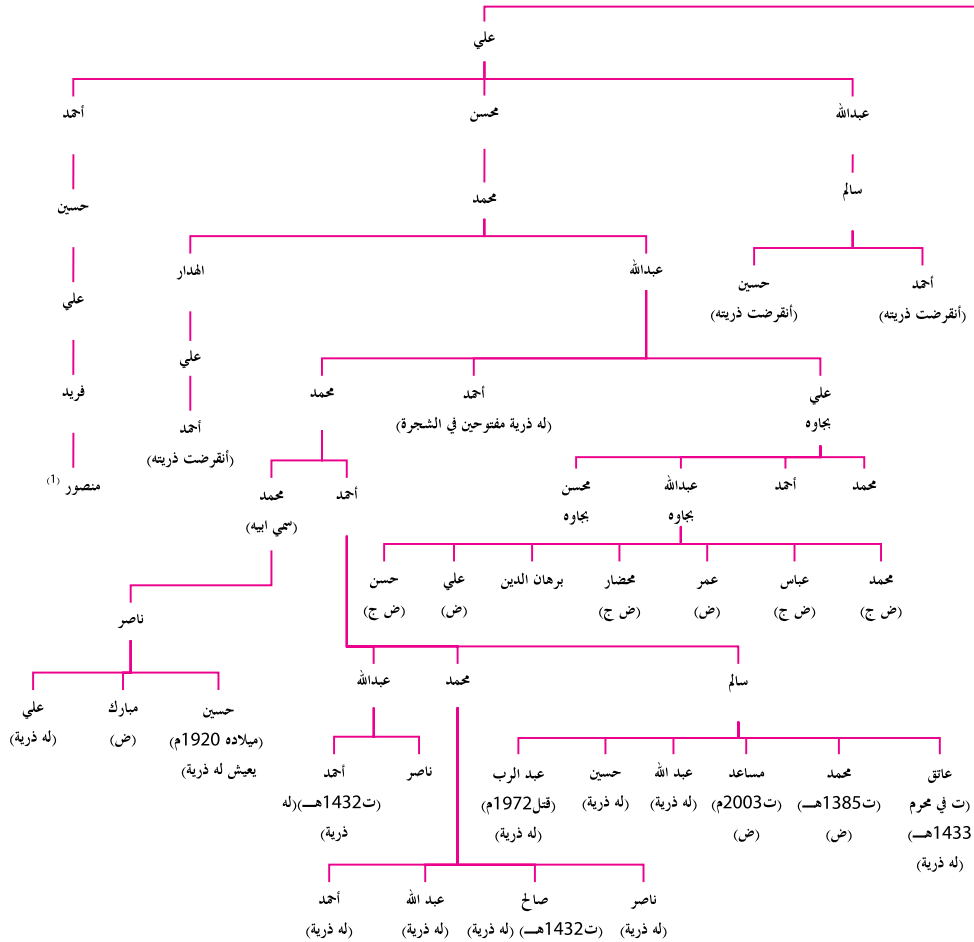 علي
عبدالله
محسن
أحمد
سالم
محمد
حسين
أحمد
(أنقرضت ذريته)
حسين
(أنقرضت ذريته)
عبدالله
الهدار
علي
علي
بجاوه
أحمد
(له ذرية مفتوحين في الشجرة)
محمد
علي
فريد
أحمد
(أنقرضت ذريته)
منصور (1)
محمد
أحمد
عبدالله
بجاوه
محسن
بجاوه
أحمد
محمد
(سمي ابيه)
محمد
(ض ج)
عباس
(ض ج)
عمر
(ض)
محضار
(ض ج)
برهان الدين
علي
(ض)
حسن
(ض ج)
ناصر
سالم
محمد
عبدالله
حسين
(ميلاده 1920م)
يعيش له ذرية)
مبارك
(ض)
علي
(له ذرية)
عاتق
(ت في محرم
1433هـــ)
(له ذرية)
محمد
(ت1385هـــ)
(ض)
مساعد
(ت2003م)
(ض)
عبد الله
(له ذرية)
حسين
(له ذرية)
عبد الرب
(قتل1972م)
(له ذرية)
ناصر
أحمد
(ت1432هـــ)(له
ذرية)
ناصر
(له ذرية)
صالح
(ت1432هـــ) (له ذرية)
عبد الله
(له ذرية)
أحمد
(له ذرية)